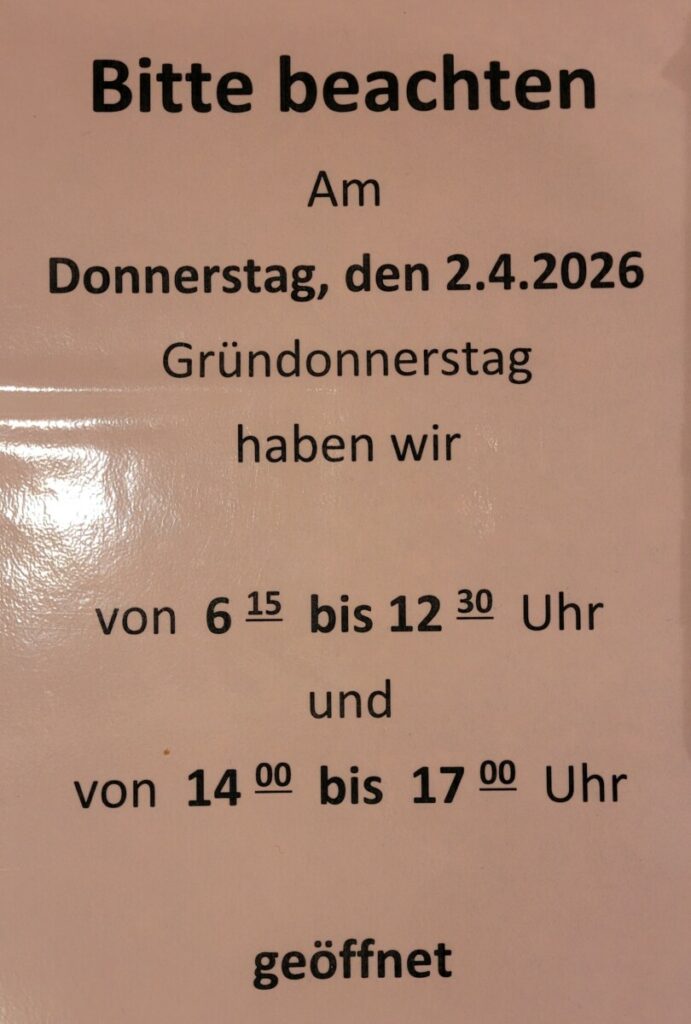 Bitte beachten
Am
Donnerstag, den 2.4.2026
Gründonnerstag
haben wir
von 6 15 bis 12 30 Uhr
und
von 14 00 bis 17 00 Uhr
geöffnet